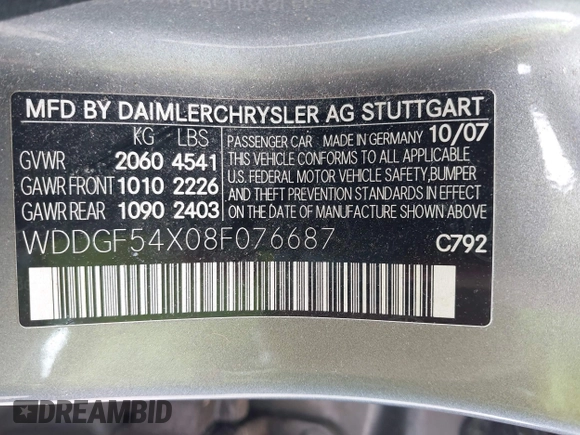 MFD BY DAIMLERCHRYSLER AG STUTTGART
KG LBS
GVWR 2060 4541
GAWR FRONT 1010 2226
GAWR REAR 1090 2403
PASSENGER CAR MADE IN GERMANY 10/07
THIS VEHICLE CONFORMS TO ALL APPLICABLE
U.S. FEDERAL MOTOR VEHICLE SAFETY, BUMPER
AND THEFT PREVENTION STANDARDS IN EFFECT
ON THE DATE OF MANUFACTURE SHOWN ABOVE.
WDDGF54X08F076687 C792
DREAMBID